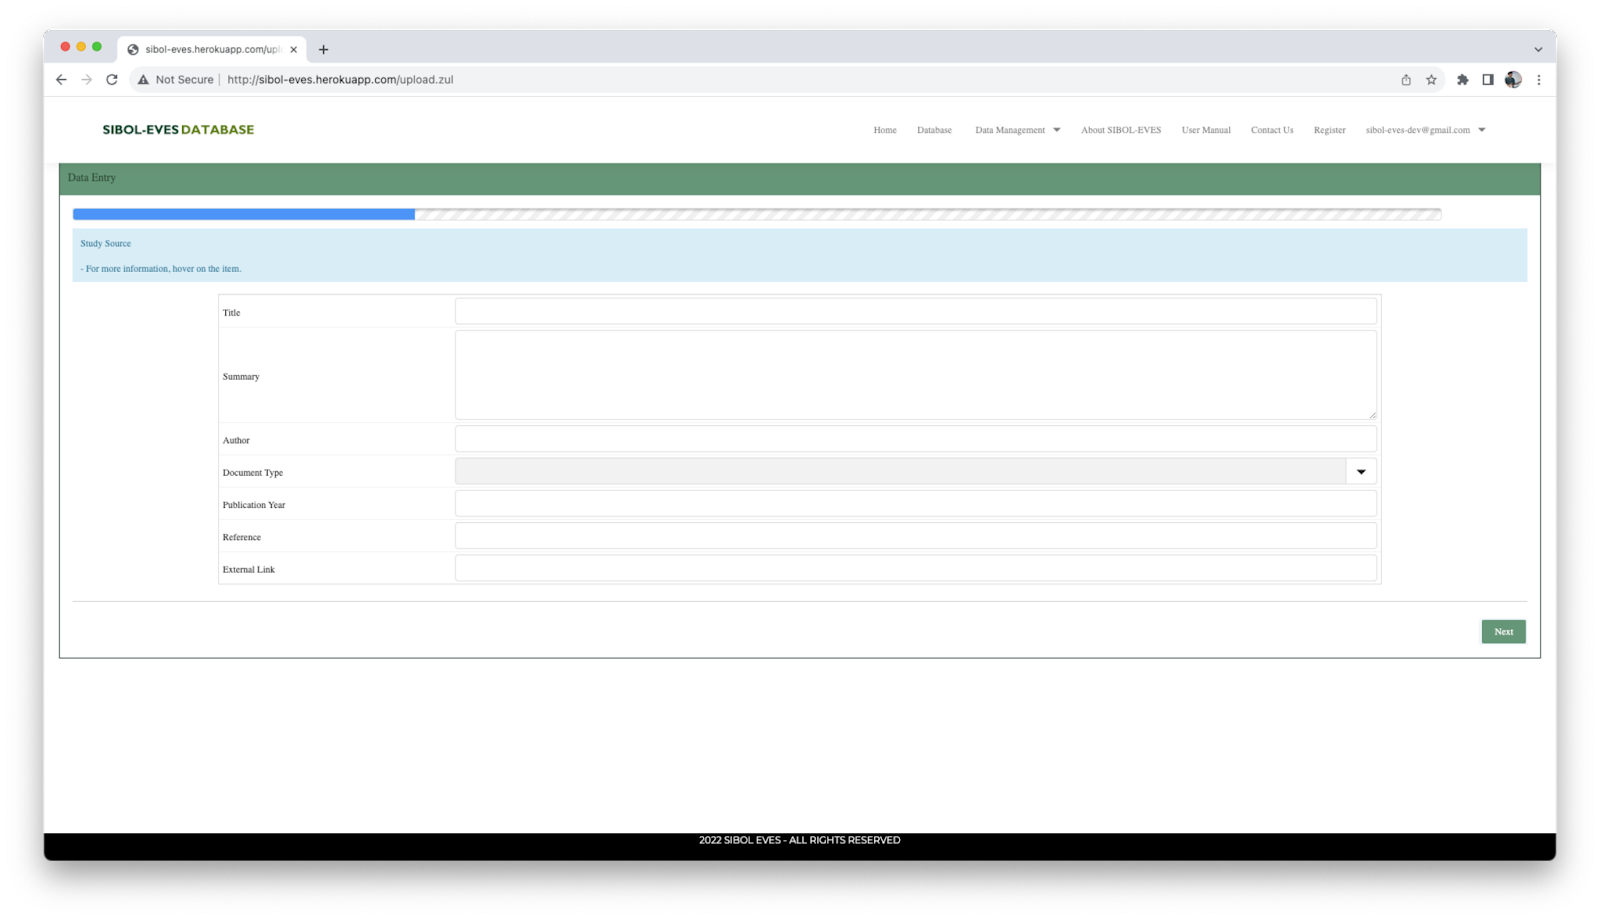 sibol-eves.herokuapp.com/upl
Not Secure | http://sibol-eves.herokuapp.com/upload.zul
SIBOL-EVES DATABASE
Home Database Data Management About SIBOL-EVES User Manual Contact Us Register sibol-eves-dev@gmail.com
Data Entry
Study Source
- For more information, hover on the item.
Title
Summary
Author
Document Type
Publication Year
Reference
External Link
Next
2022 SIBOL EVES - ALL RIGHTS RESERVED